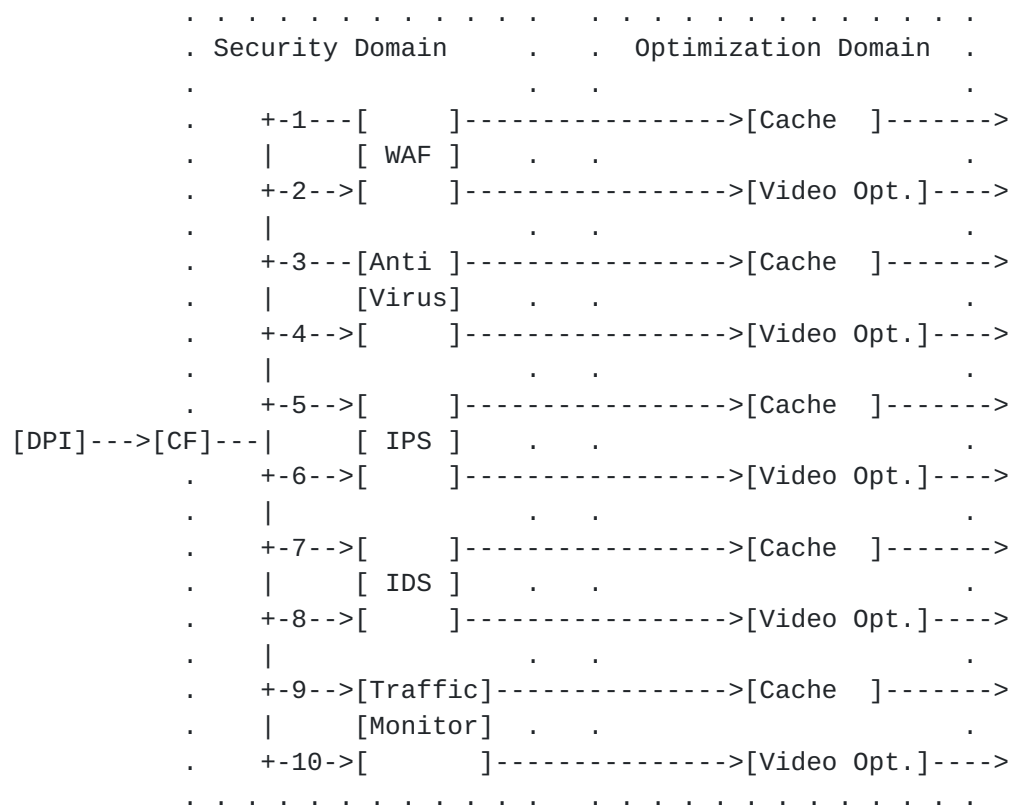 . . . . . . . . . . . .   . . . . . . . . . . . . .
            . Security Domain     .   .  Optimization Domain  .
            .                     .   .                       .
            .    +-1---[     ]----------------->[Cache  ]------->
            .    |     [ WAF ]    .   .                       .
            .    +-2-->[     ]----------------->[Video Opt.]---->
            .    |                .   .                       .
            .    +-3---[Anti ]----------------->[Cache  ]------->
            .    |     [Virus]    .   .                       .
            .    +-4-->[     ]----------------->[Video Opt.]---->
            .    |                .   .                       .
            .    +-5-->[     ]----------------->[Cache  ]------->
[DPI]--->[CF]---|     [ IPS ]    .   .                       .
            .    +-6-->[     ]----------------->[Video Opt.]---->
            .    |                .   .                       .
            .    +-7-->[     ]----------------->[Cache  ]------->
            .    |     [ IDS ]    .   .                       .
            .    +-8-->[     ]----------------->[Video Opt.]---->
            .    |                .   .                       .
            .    +-9-->[Traffic]--------------->[Cache  ]------->
            .    |     [Monitor]  .   .                       .
            .    +-10->[       ]--------------->[Video Opt.]---->
            . . . . . . . . . . . .   . . . . . . . . . . . . .